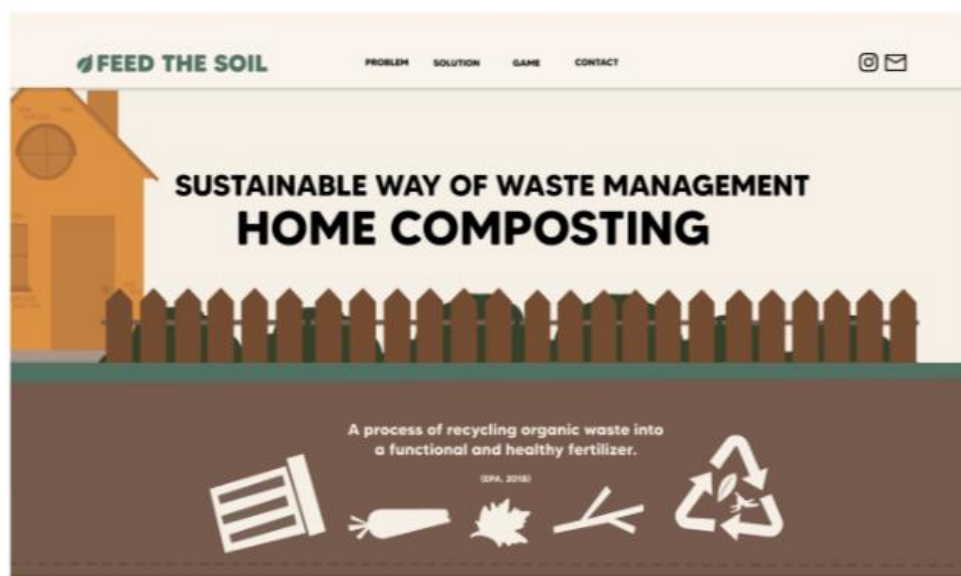 FEED THE SOIL
PROBLEM SOLUTION GAME CONTACT
SUSTAINABLE WAY OF WASTE MANAGEMENT
HOME COMPOSTING
A process of recycling organic waste into
a functional and healthy fertilizer.
(EPA, 2018)